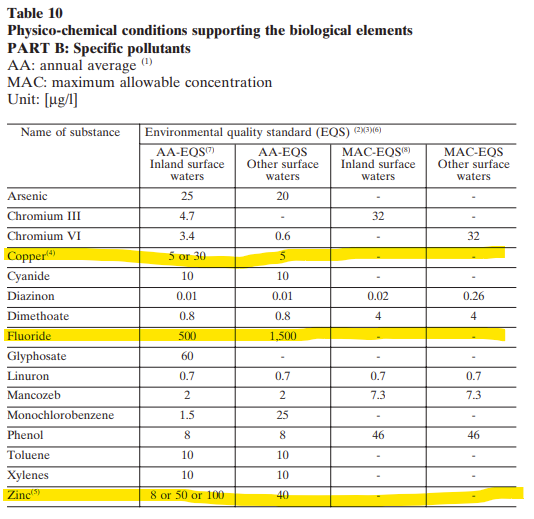 Table 10
Physico-chemical conditions supporting the biological elements
PART B: Specific pollutants
AA: annual average (1)
MAC: maximum allowable concentration
Unit: [μg/l]
Name of substance Environmental quality standard (EQS) (2)(3)(6)
AA-EQS(7) AA-EQS MAC-EQS(8) MAC-EQS
Inland surface Other surface Inland surface Other surface
waters waters waters waters
Arsenic 25 20 - -
Chromium III 4.7 - 32 -
Chromium VI 3.4 0.6 - 32
Copper(4) 5 or 30 5 - -
Cyanide 10 10 - -
Diazinon 0.01 0.01 0.02 0.26
Dimethoate 0.8 0.8 4 4
Fluoride 500 1,500 - -
Glyphosate 60 - - -
Linuron 0.7 0.7 0.7 0.7
Mancozeb 2 2 7.3 7.3
Monochlorobenzene 1.5 25 - -
Phenol 8 8 46 46
Toluene 10 10 - -
Xylenes 10 10 - -
Zinc(5) 8 or 50 or 100 40 - -